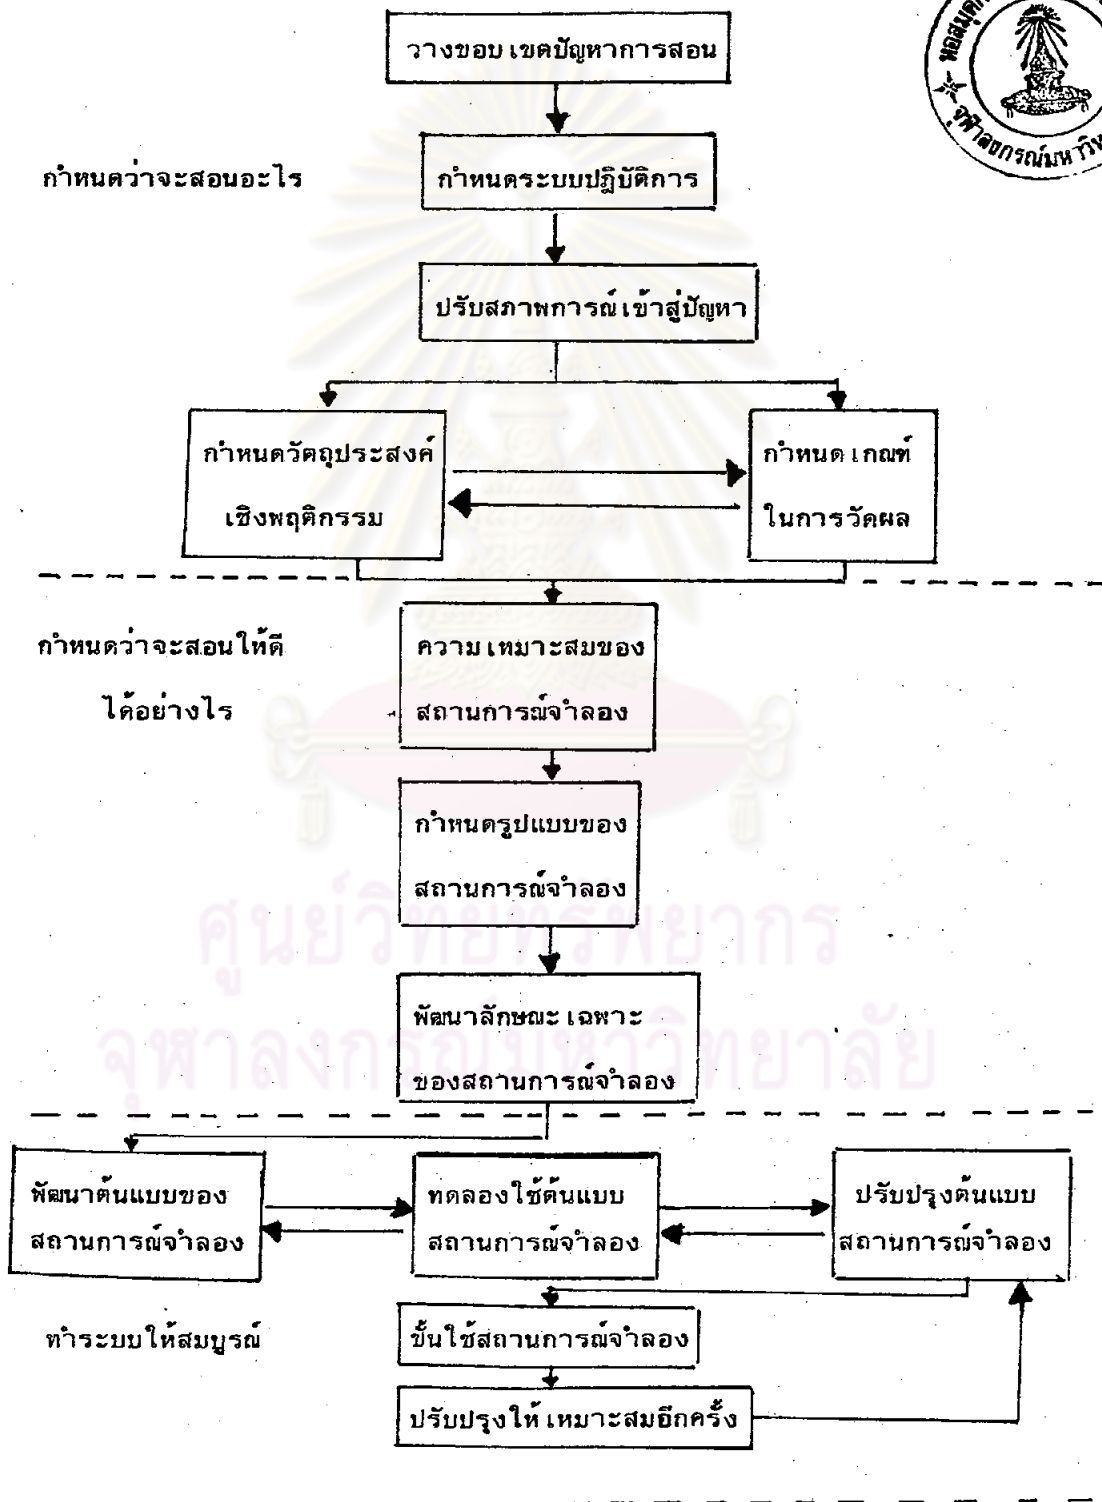 วางขอบเขตปัญหาการสอน
กำหนดว่าจะสอนอะไร
กำหนดระบบปฏิบัติการ
ปรับสภาพการณ์เข้าสู่ปัญหา
กำหนดวัตถุประสงค์
เชิงพฤติกรรม
กำหนดเกณฑ์
ในการวัดผล
กำหนดว่าจะสอนให้ดี
ได้อย่างไร
ความเหมาะสมของ
สถานการณ์จำลอง
กำหนดรูปแบบของ
สถานการณ์จำลอง
ศูนย์วิทยทรัพยากร
จุฬาลงกรณ์มหาวิทยาลัย
พัฒนาลักษณะเฉพาะ
ของสถานการณ์จำลอง
พัฒนาต้นแบบของ
สถานการณ์จำลอง
ทดลองใช้ต้นแบบ
สถานการณ์จำลอง
ปรับปรุงต้นแบบ
สถานการณ์จำลอง
ทำระบบให้สมบูรณ์
ขั้นใช้สถานการณ์จำลอง
ปรับปรุงให้เหมาะสมอีกครั้ง